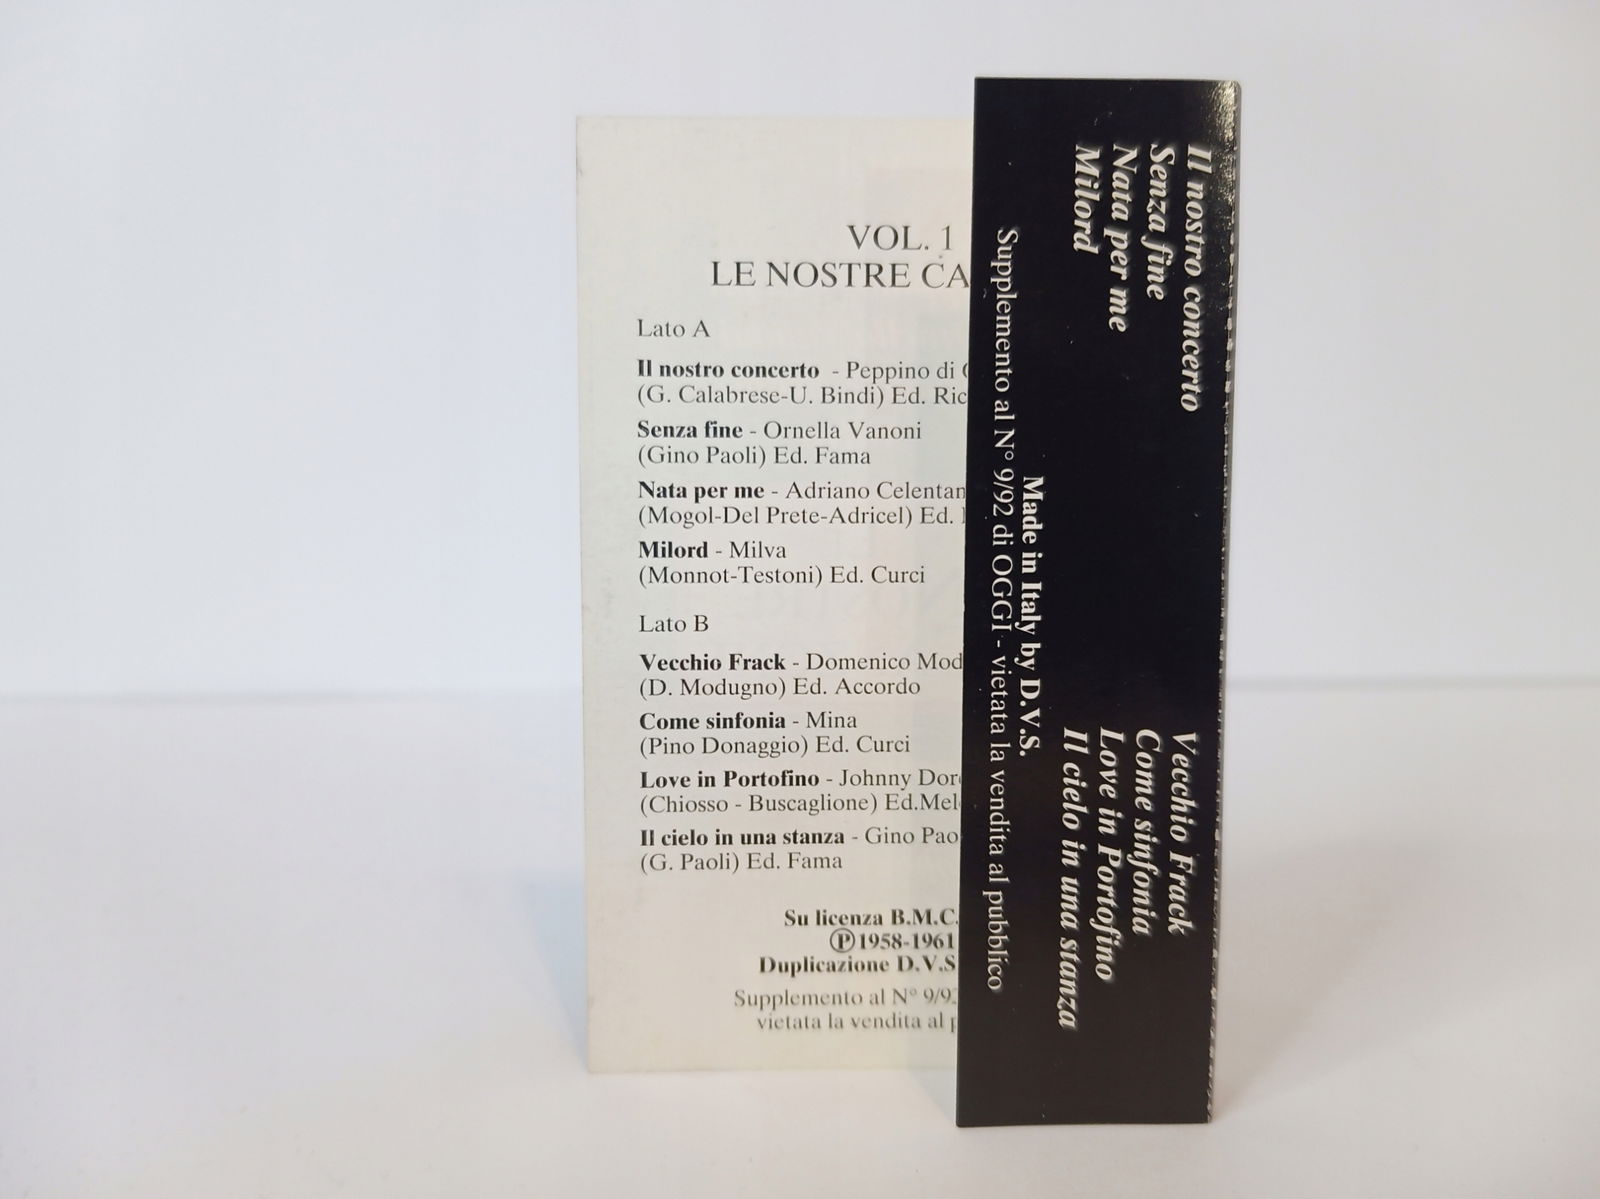 VOL. 1
LE NOSTRE CA
Lato A
Il nostro concerto - Peppino di
(G. Calabrese-U. Bindi) Ed. Ric
Senza fine - Ornella Vanoni
(Gino Paoli) Ed. Fama
Nata per me - Adriano Celentan
(Mogol-Del Prete-Adricel) Ed.
Milord - Milva
(Monnot-Testoni) Ed. Curci
Lato B
Vecchio Frack - Domenico Mod
(D. Modugno) Ed. Accordo
Come sinfonia - Mina
(Pino Donaggio) Ed. Curci
Love in Portofino - Johnny Dor
(Chiosso - Buscaglione) Ed.Mel
Il cielo in una stanza - Gino Pao
(G. Paoli) Ed. Fama
Su licenza B.M.C.
Ⓟ1958-1961
Duplicazione D.V.S
Supplemento al N° 9/9
vietata la vendita al p
Il nostro concerto
Senza fine
Nata per me
Milord
Vecchio Frack
Come sinfonia
Love in Portofino
Il cielo in una stanza
Made in Italy by D.V.S.
Supplemento al N° 9/92 di OGGI - vietata la vendita al pubblico